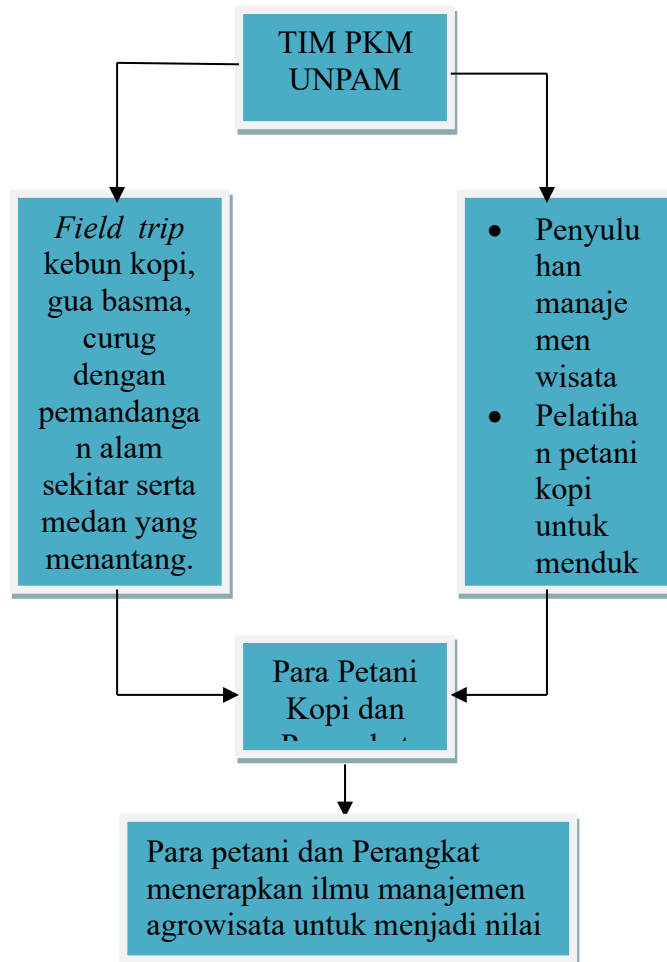 TIM PKM
UNPAM
Field trip
kebun kopi,
gua basma,
curug
dengan
pemandanga
n alam
sekitar serta
medan yang
menantang.
• Penyulu
han
manaje
men
wisata
• Pelatiha
n petani
kopi
untuk
menduk
Para Petani
Kopi dan
Para petani dan Perangkat
menerapkan ilmu manajemen
agrowisata untuk menjadi nilai